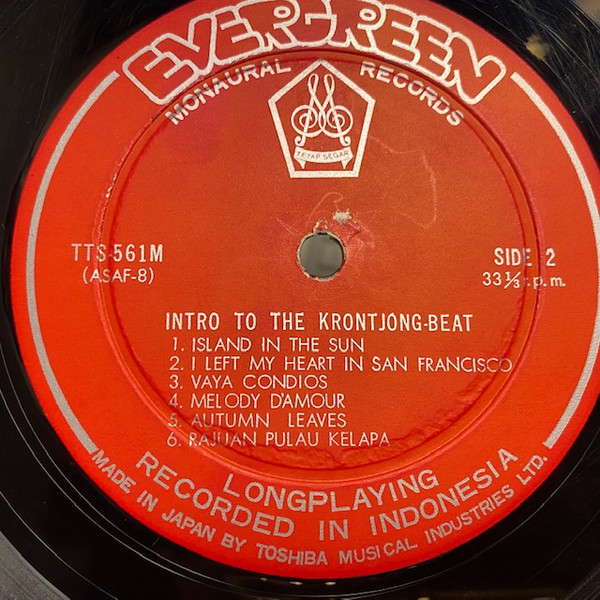 EVERGREEN
MONAURAL RECORDS
TETAP SEGAR
TTS-561M
(ASAF-8)
SIDE 2
33 1/3 r.p.m.
INTRO TO THE KRONTJONG-BEAT
1. ISLAND IN THE SUN
2. I LEFT MY HEART IN SAN FRANCISCO
3. VAYA CONDIOS
4. MELODY D'AMOUR
5. AUTUMN LEAVES
6. RAJUAN PULAU KELAPA
LONGPLAYING
RECORDED IN INDONESIA
MADE IN JAPAN BY TOSHIBA MUSICAL INDUSTRIES LTD.